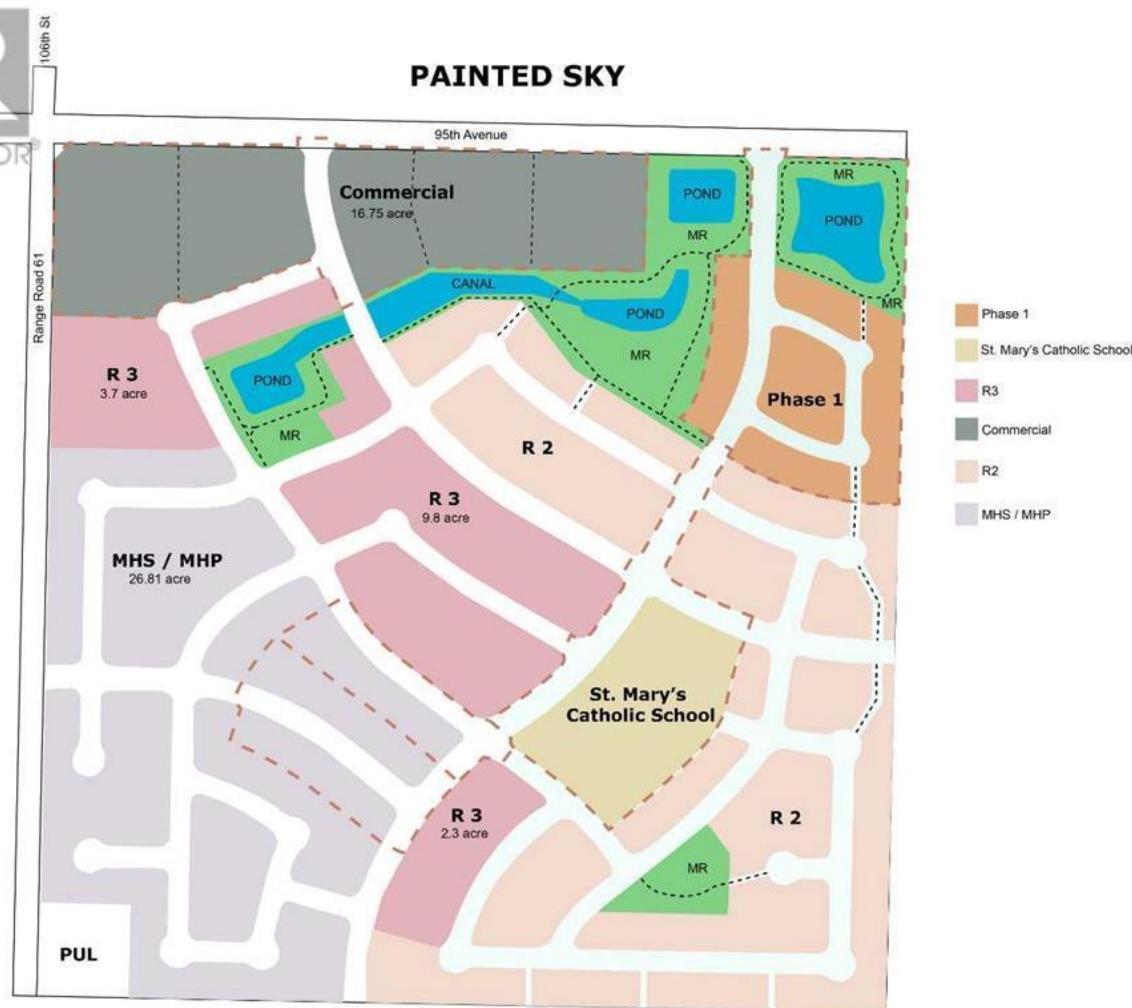 106th St
PAINTED SKY
OR®
95th Avenue
Range Road 61
Commercial
16.75 acre
POND
MR
MR
POND
MR
CANAL
POND
MR
R 3
3.7 acre
POND
MR
Phase 1
R 2
R 3
9.8 acre
MHS / MHP
26.81 acre
St. Mary's
Catholic School
R 3
2.3 acre
R 2
MR
PUL
Phase 1
St. Mary's Catholic School
R3
Commercial
R2
MHS / MHP